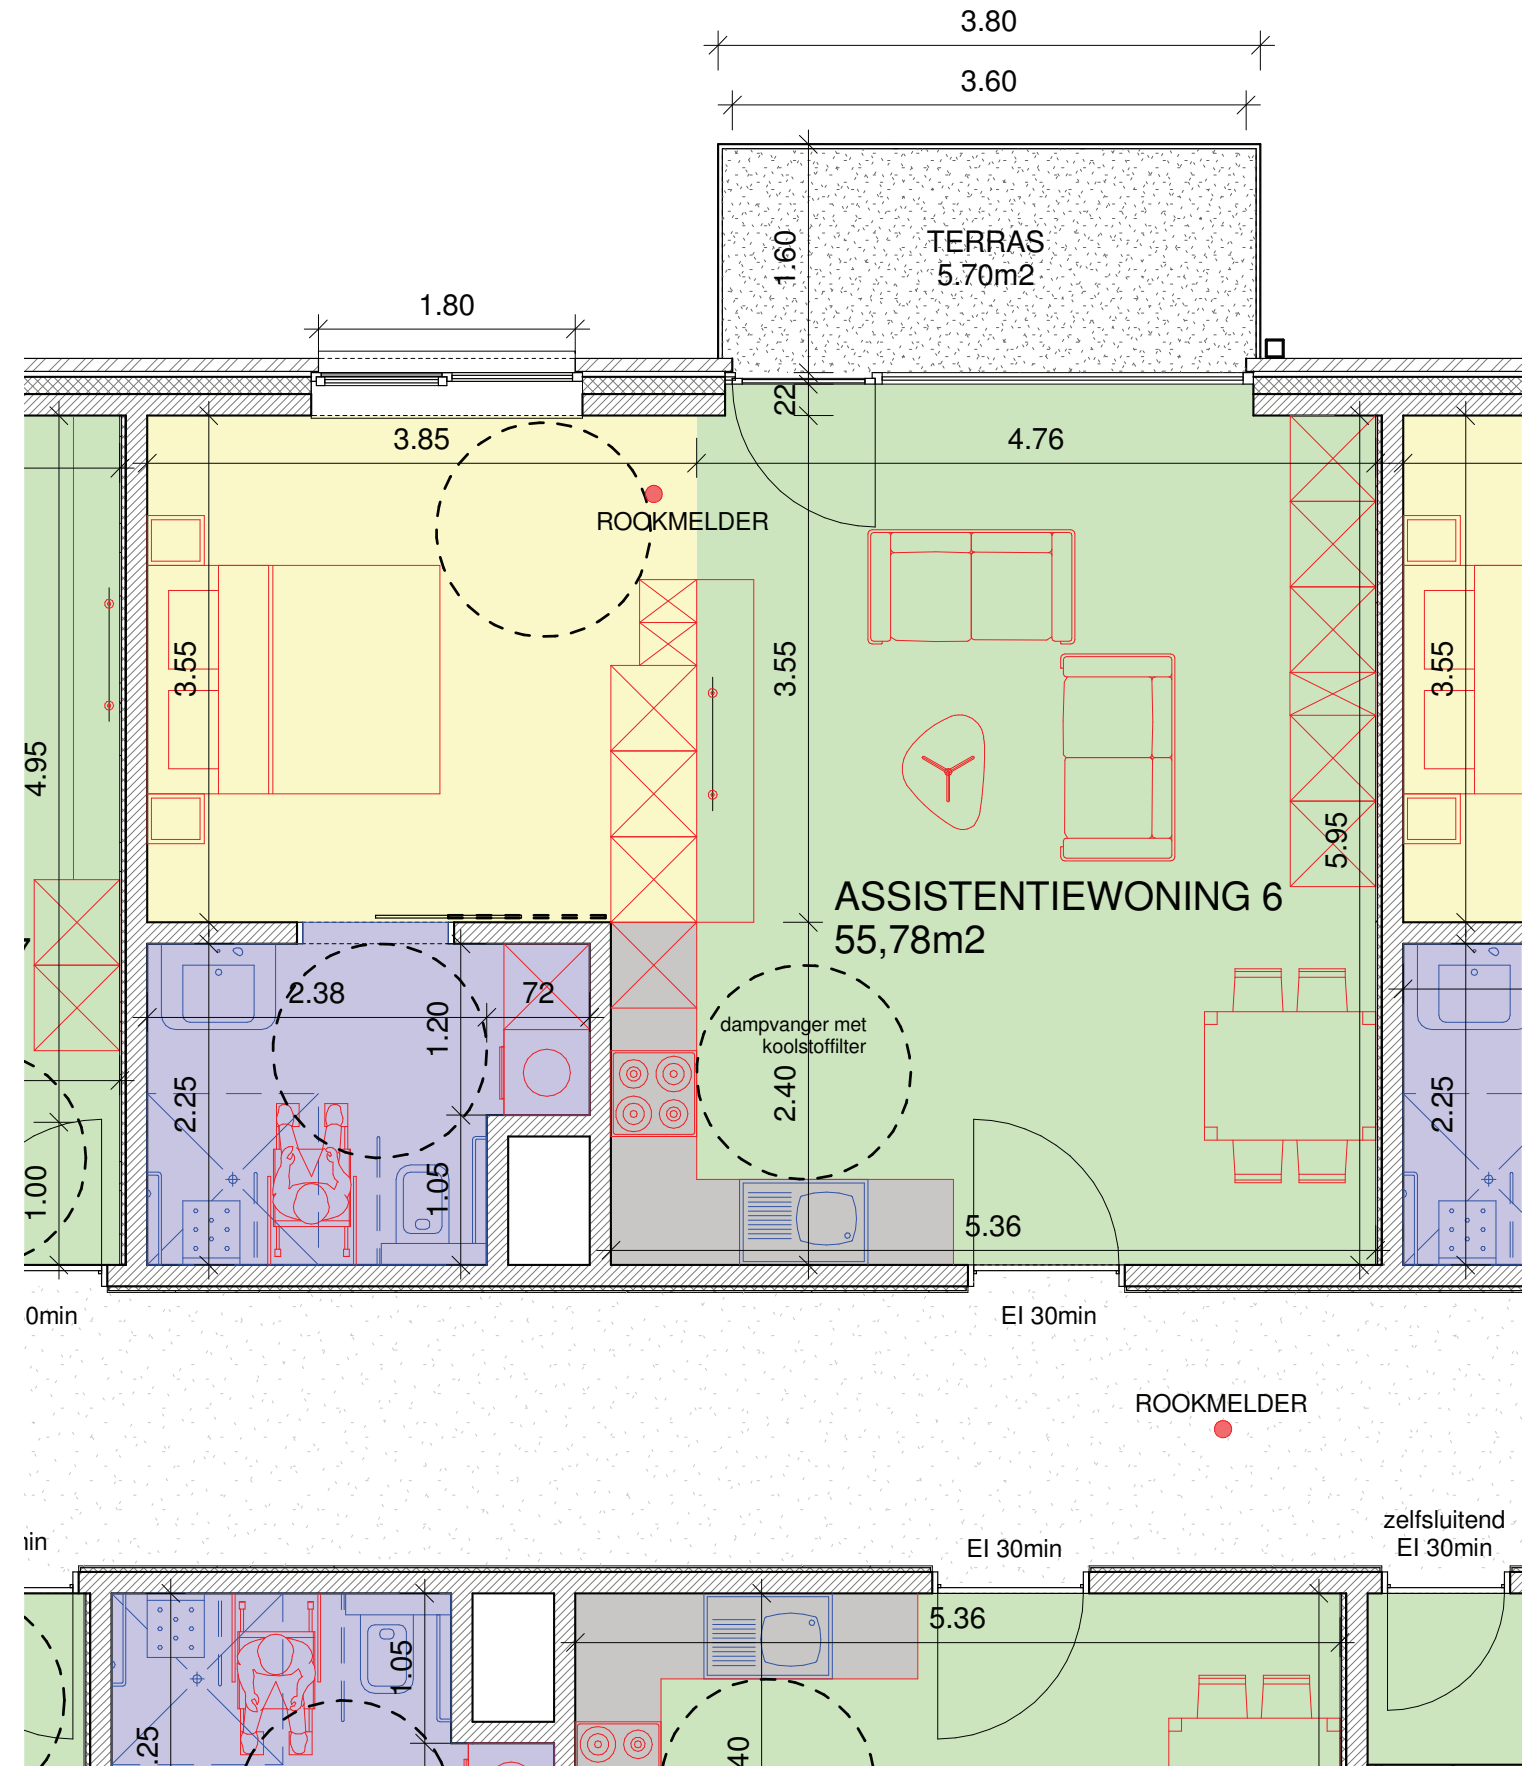 3.80
3.60
1.60
TERRAS
5.70m2
1.80
22
3.85
4.76
ROOKMELDER
3.55
3.55
3.55
4.95
5.95
ASSISTENTIEWONING 6
55,78m2
2.38
72
1.20
dampvanger met
koolstoffilter
2.40
2.25
2.25
1.05
1.00
5.36
0min
EI 30min
ROOKMELDER
zelfsluitend
EI 30min
EI 30min
in
5.36
1.05
.25
40